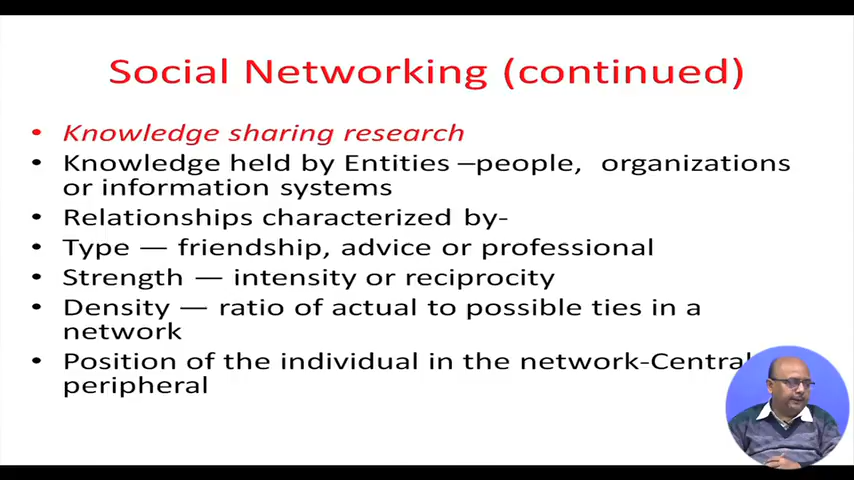 Social Networking (continued)
• Knowledge sharing research
• Knowledge held by Entities –people, organizations
or information systems
• Relationships characterized by-
• Type — friendship, advice or professional
• Strength — intensity or reciprocity
• Density — ratio of actual to possible ties in a
network
• Position of the individual in the network-Central
peripheral